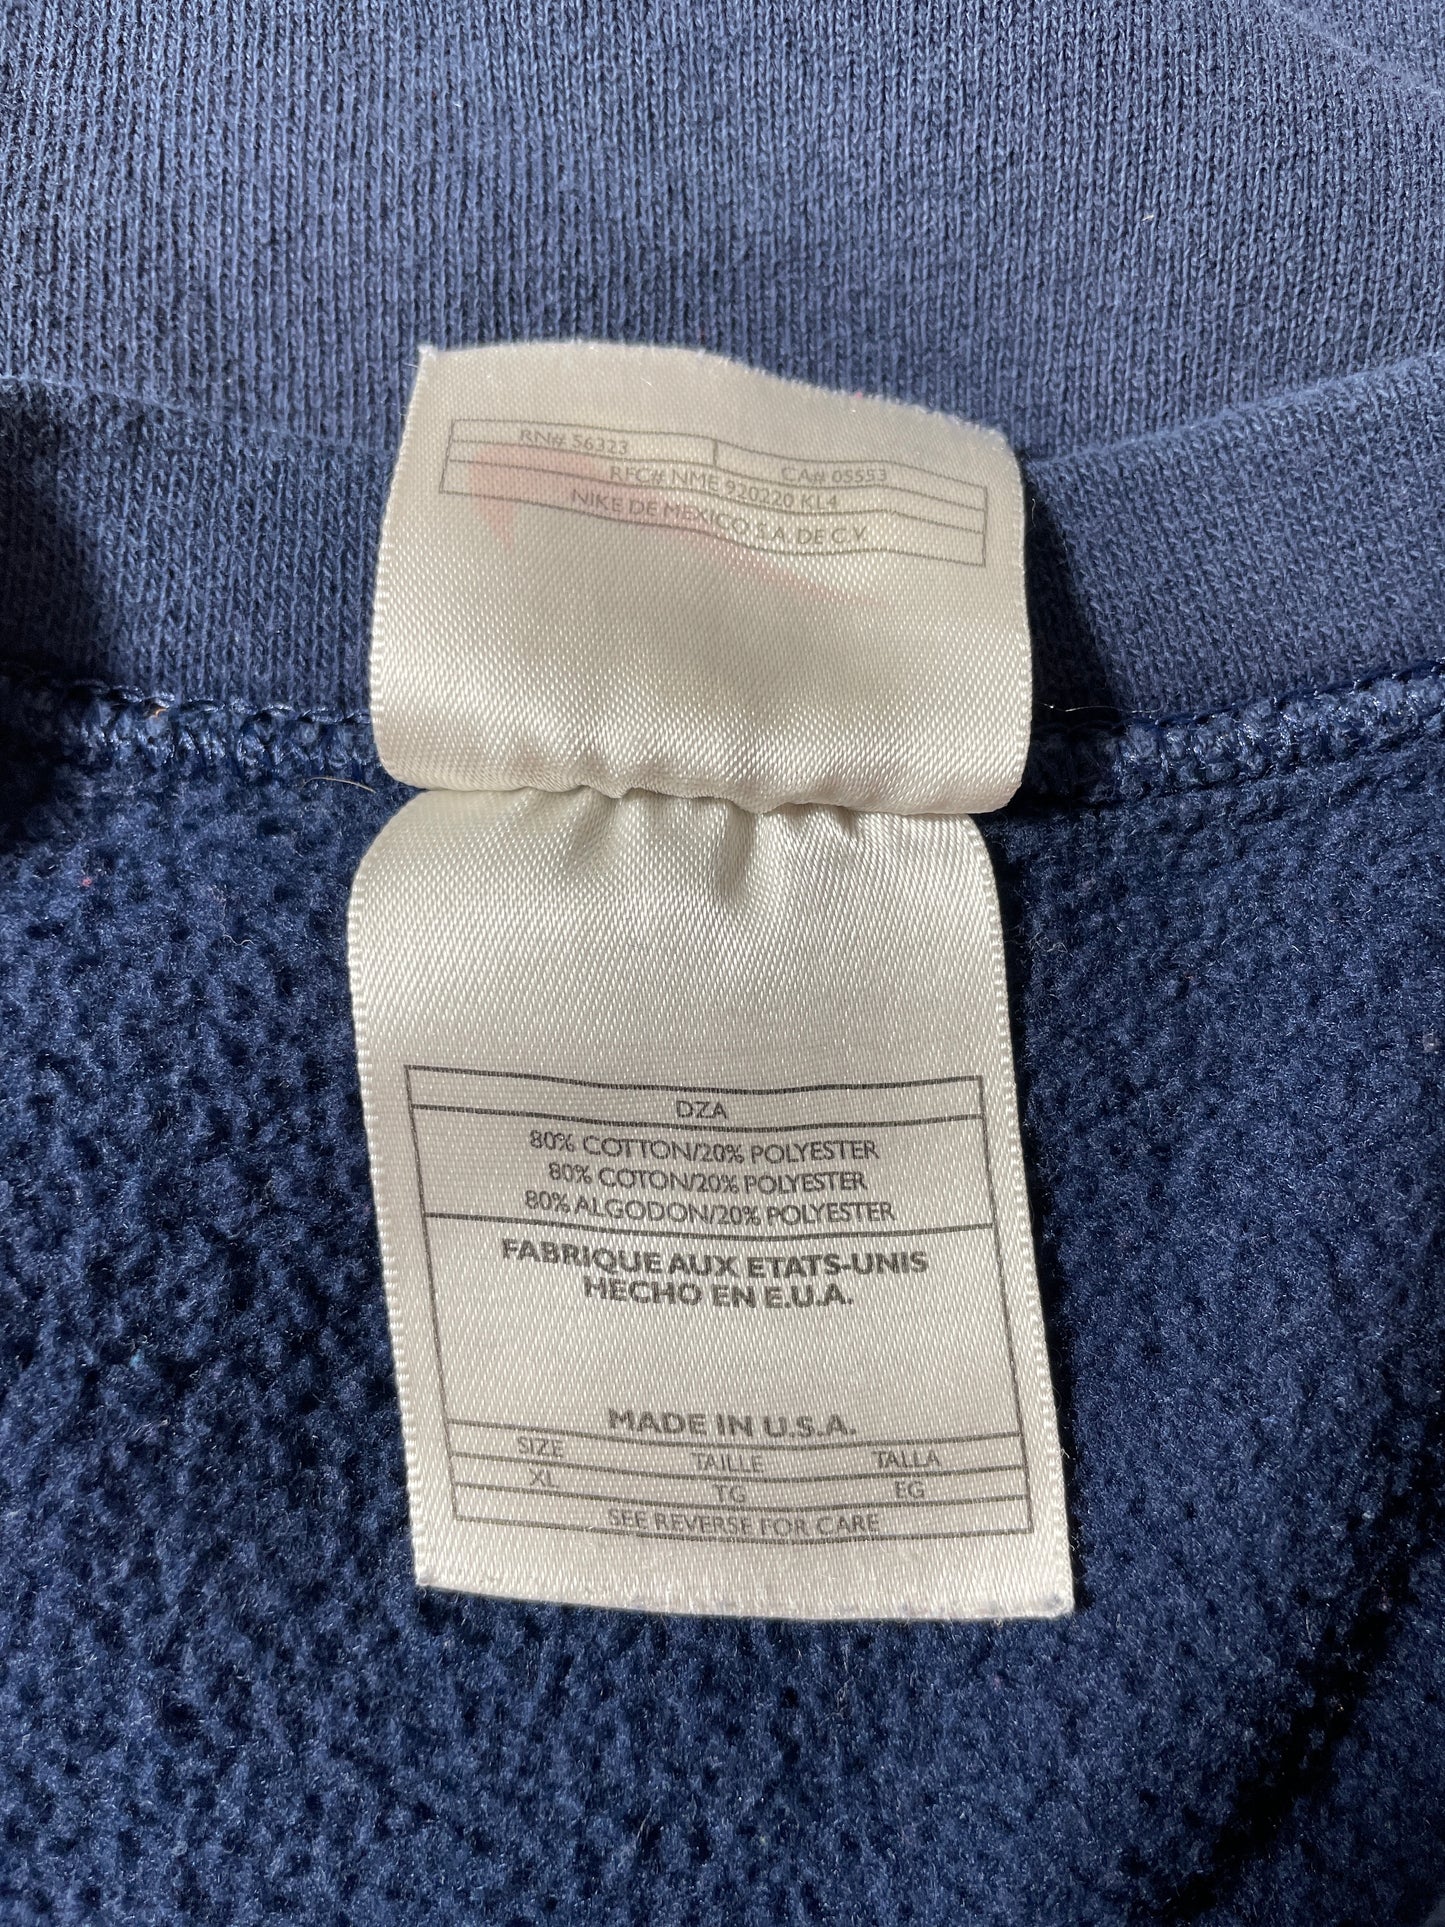 RN# 56323 CA# 05553
RFC# NME 920220 KL4
NIKE DE MEXICO S.A. DE C.V.
DZA
80% COTTON/20% POLYESTER
80% COTON/20% POLYESTER
80% ALGODON/20% POLYESTER
FABRIQUE AUX ETATS-UNIS
HECHO EN E.U.A.
MADE IN U.S.A.
SIZE TAILLE TALLA
XL TG EG
SEE REVERSE FOR CARE